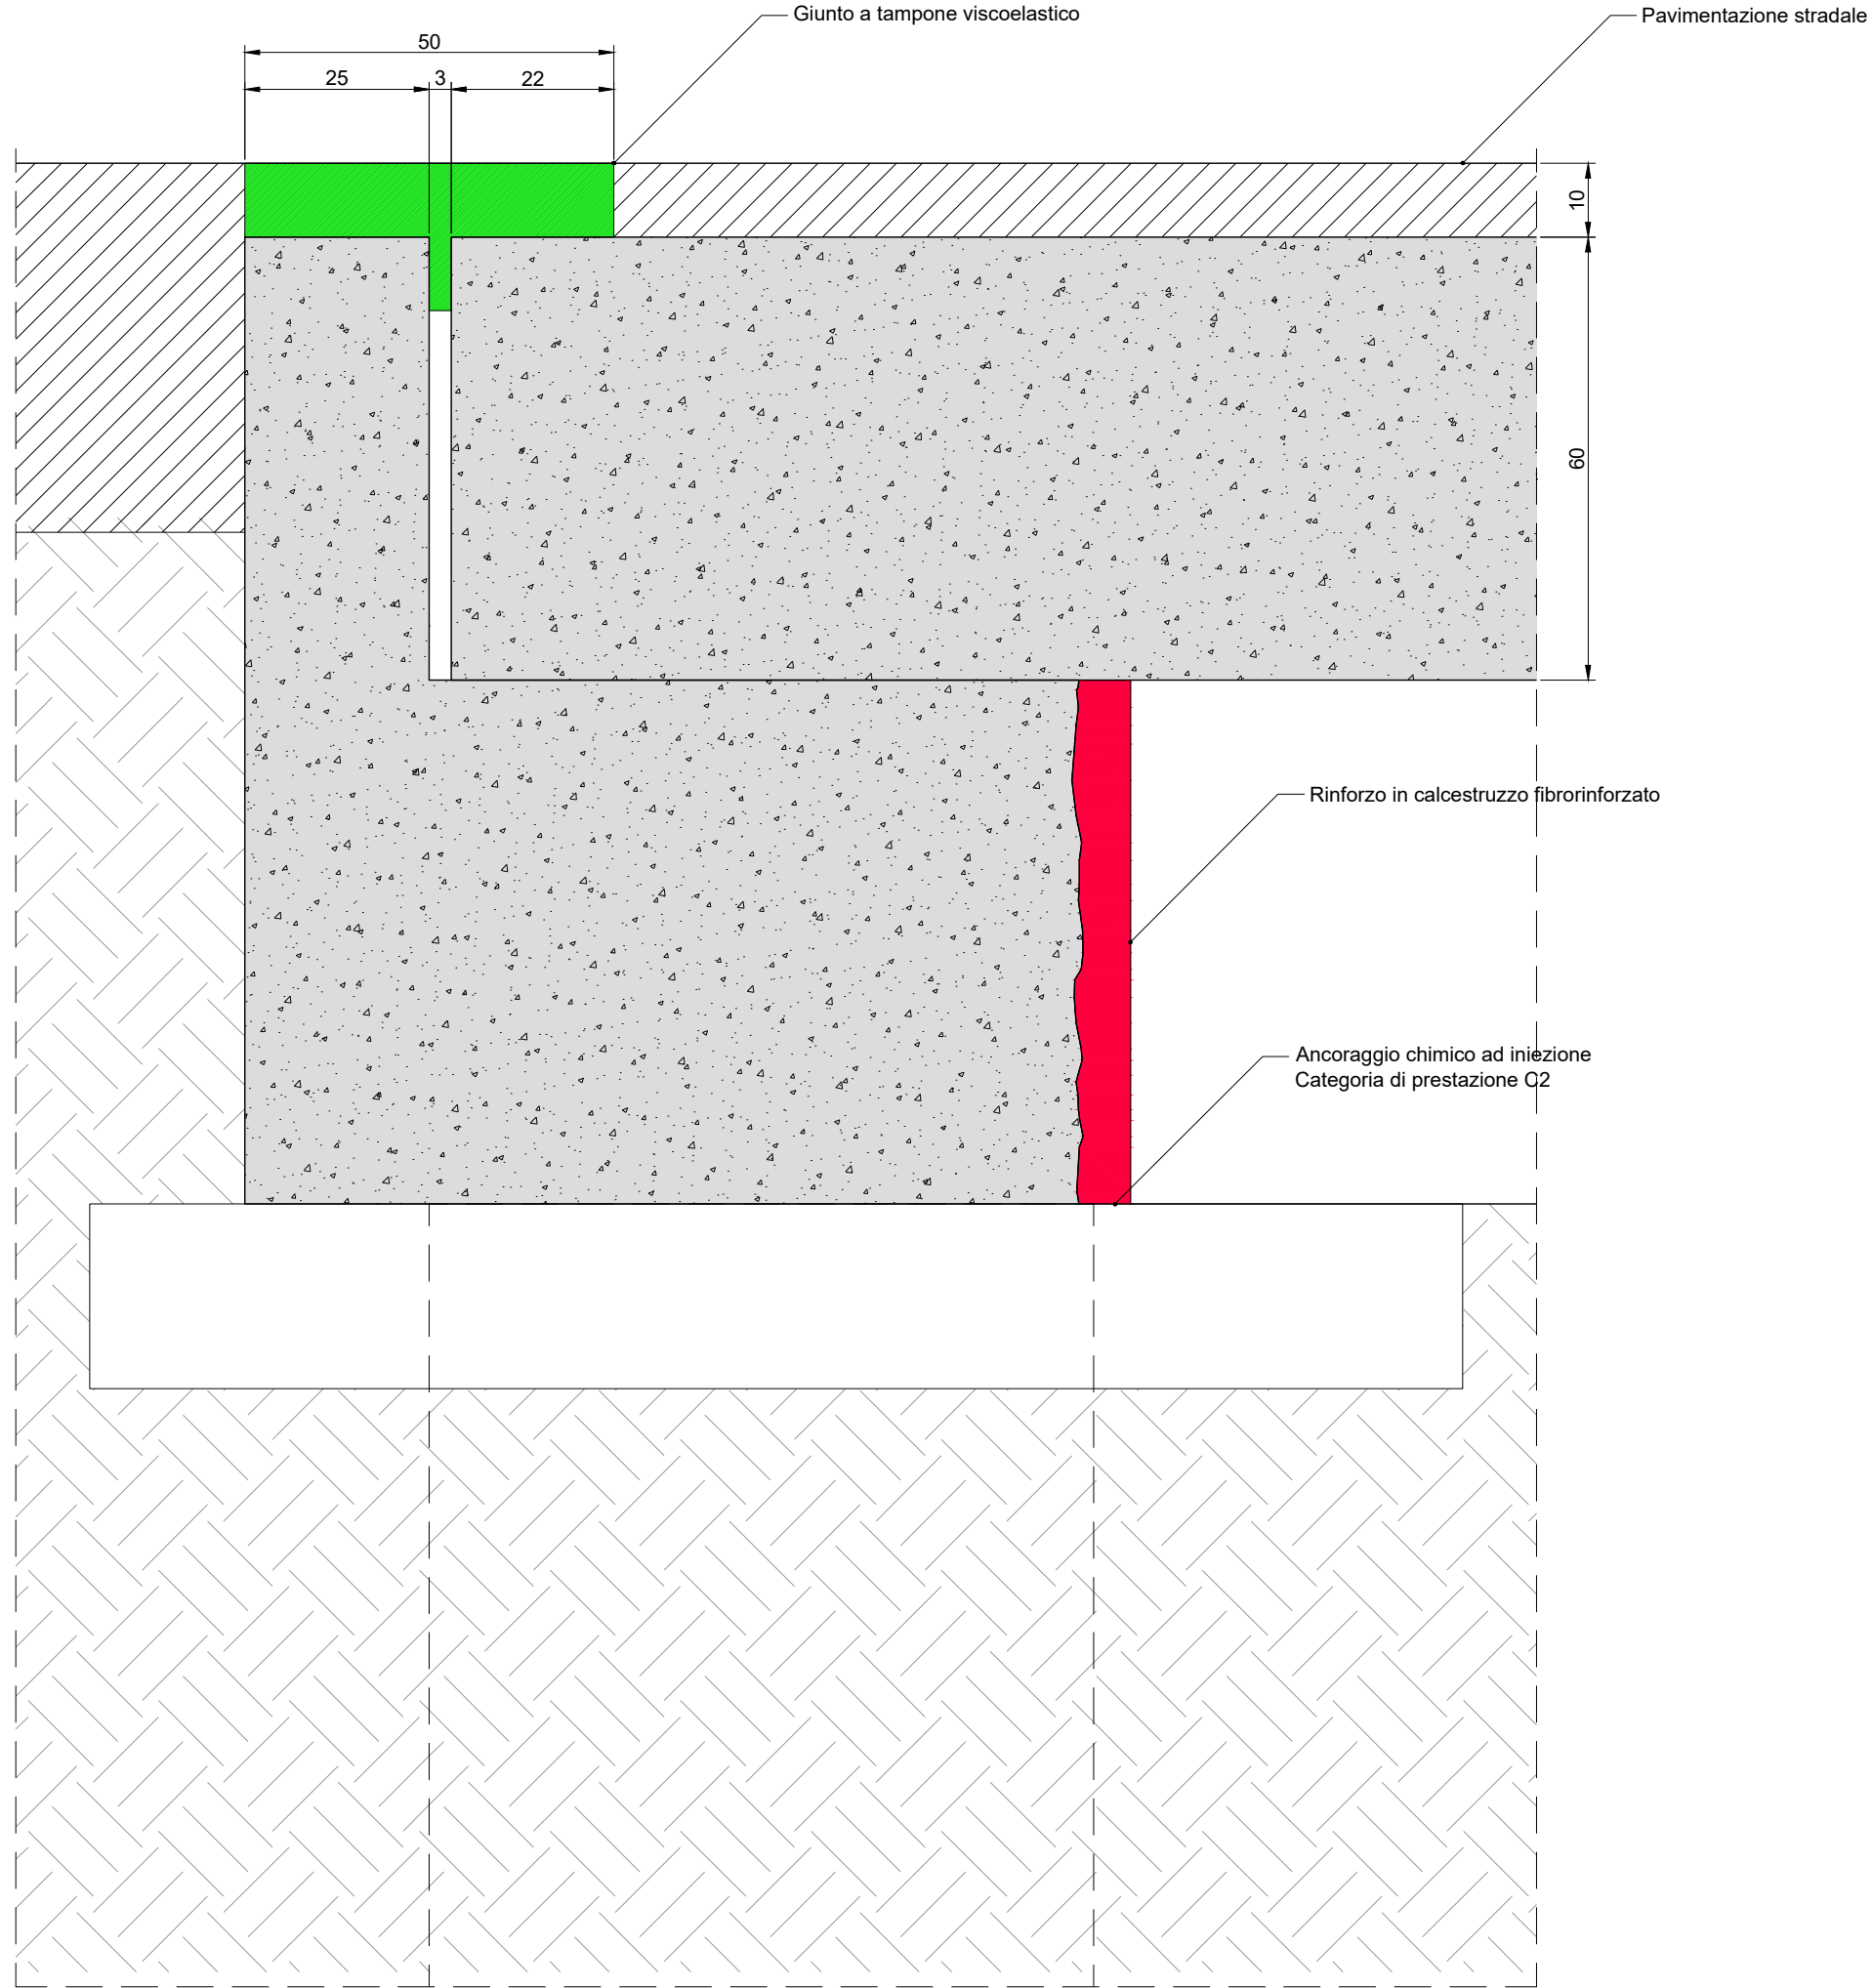 Giunto a tampone viscoelastico
Pavimentazione stradale
50
25
3
22
10
60
Rinforzo in calcestruzzo fibrorinforzato
Ancoraggio chimico ad iniezione
Categoria di prestazione C2